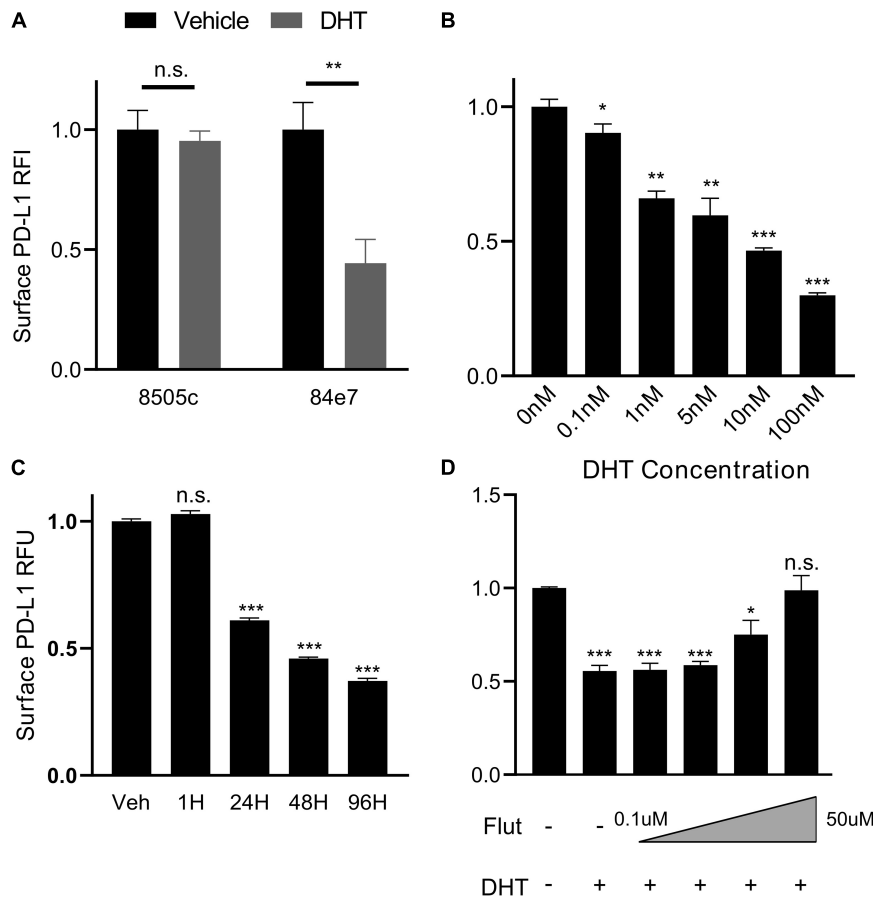 A
Vehicle DHT
n.s.
**
Surface PD-L1 RFI
1.0
0.5
0.0
8505c 84e7
B
1.0
0.5
0.0
*
**
**
***
***
0nM 0.1nM 1nM 5nM 10nM 100nM
DHT Concentration
C
Surface PD-L1 RFU
1.0
0.5
0.0
n.s.
***
***
***
Veh 1H 24H 48H 96H
D
1.5
1.0
0.5
0.0
***
***
***
*
n.s.
Flut - - 0.1uM 50uM
DHT - + + + + +